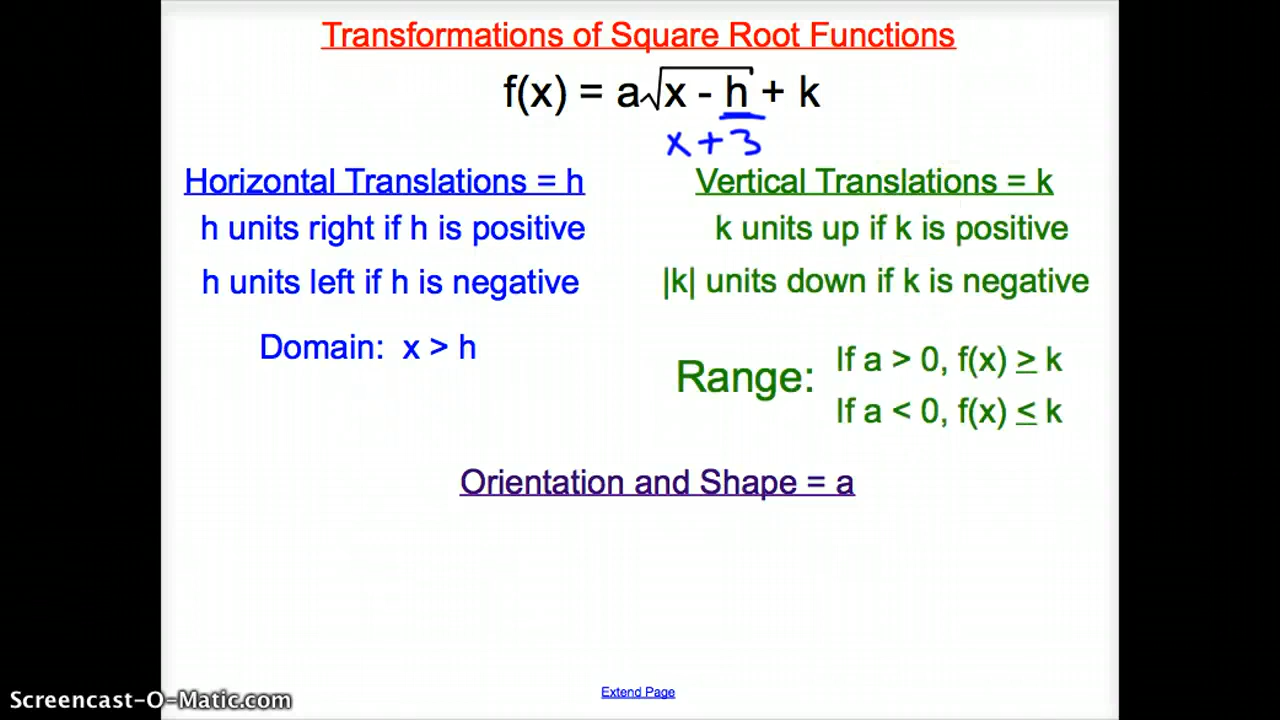 Transformations of Square Root Functions
f(x) = a√x - h + k
x + 3
Horizontal Translations = h
h units right if h is positive
h units left if h is negative
Domain: x > h
Vertical Translations = k
k units up if k is positive
|k| units down if k is negative
Range:
If a > 0, f(x) ≥ k
If a < 0, f(x) ≤ k
Orientation and Shape = a
Extend Page
Screencast-O-Matic.com